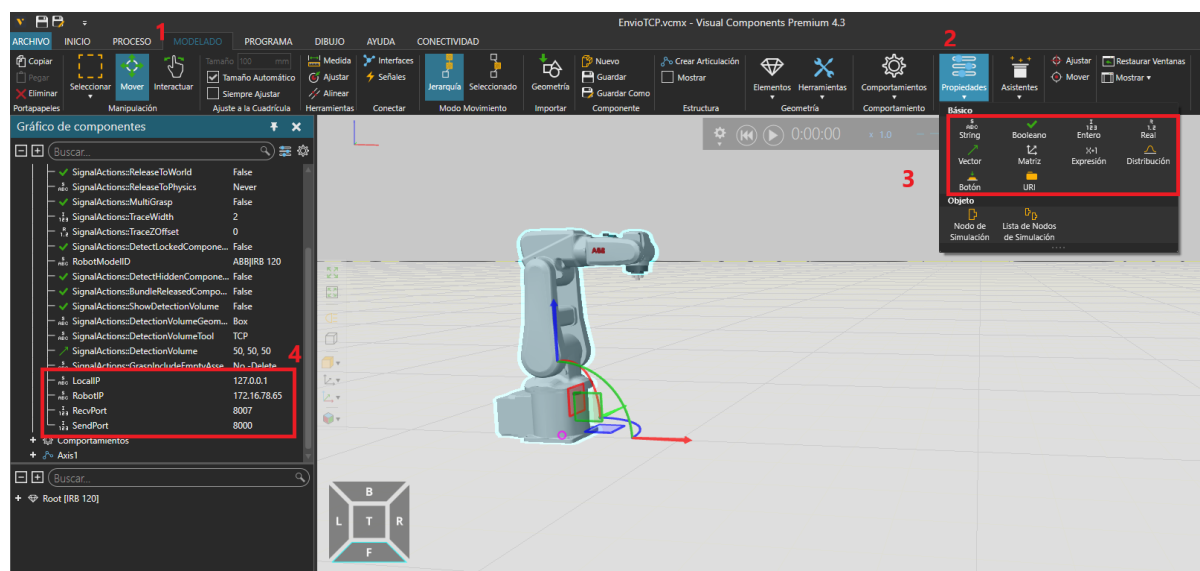 EnvioTCP.vcmx - Visual Components Premium 4.3
1
2
ARCHIVO INICIO PROCESO MODELADO PROGRAMA DIBUJO AYUDA CONECTIVIDAD
Copiar
Pegar
Eliminar
Portapapeles
Seleccionar Mover Interactuar
Manipulación
Tamaño 100 mm
Tamaño Automático
Siempre Ajustar
Ajuste a la Cuadrícula
Medida
Ajustar
Alinear
Herramientas
Interfaces
Señales
Conectar
Jerarquía Seleccionado
Modo Movimiento
Geometría
Importar
Nuevo
Guardar
Guardar Como
Componente
Crear Articulación
Mostrar
Estructura
Elementos Herramientas
Geometría
Comportamientos
Comportamiento
Propiedades
Asistentes
Ajustar
Mover
Restaurar Ventanas
Mostrar
Básico
String Booleano Entero Real
Vector Matriz Expresión Distribución
Botón URI
3
Objeto
Nodo de Simulación
Lista de Nodos de Simulación
0:00:00 x 1.0
Gráfico de componentes
Buscar...
SignalActions::ReleaseToWorld False
SignalActions::ReleaseToPhysics Never
SignalActions::MultiGrasp False
SignalActions::TraceWidth 2
SignalActions::TraceZOffset 0
SignalActions::DetectLockedCompone... False
RobotModelID ABB|IRB 120
SignalActions::DetectHiddenCompone... False
SignalActions::BundleReleasedCompo... False
SignalActions::ShowDetectionVolume False
SignalActions::DetectionVolumeGeom... Box
SignalActions::DetectionVolumeTool TCP
SignalActions::DetectionVolume 50, 50, 50
4
SignalActions::GraspIncludeEmptyAsse... No -Delete
LocalIP 127.0.0.1
RobotIP 172.16.78.65
RecvPort 8007
SendPort 8000
Comportamientos
Axis1
Buscar...
Root [IRB 120]
ABB
B
L T R
F